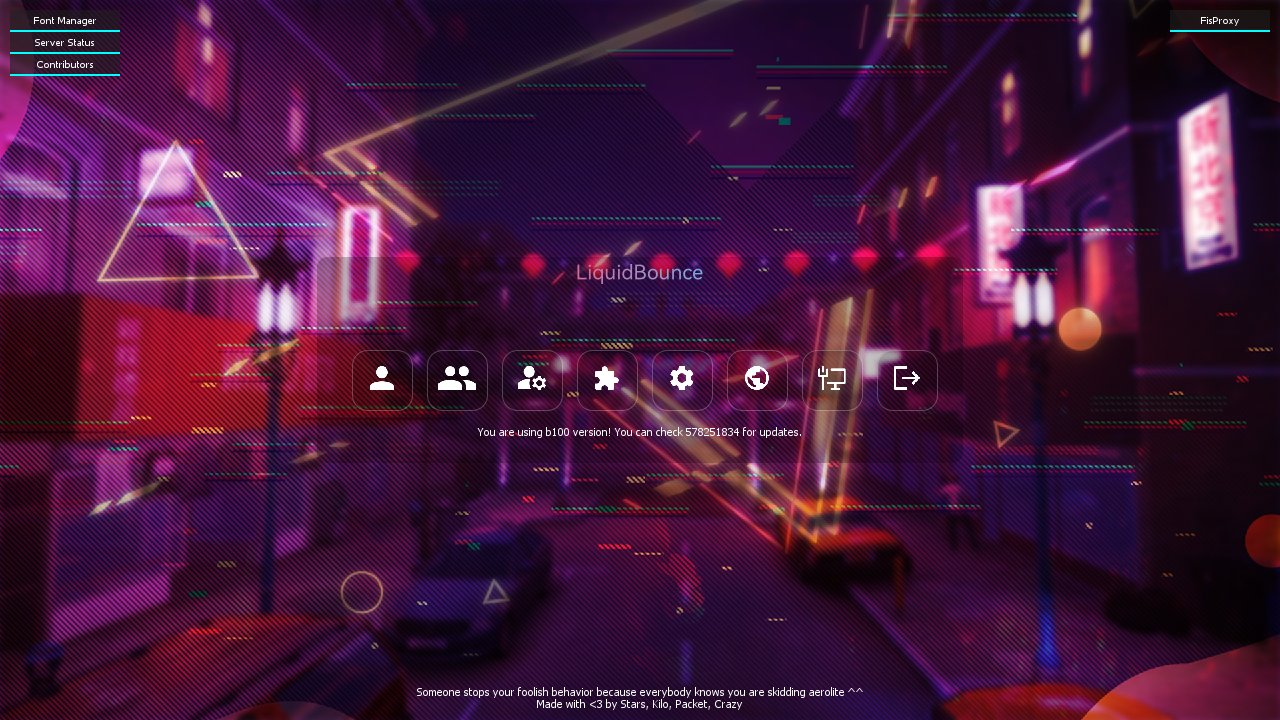 Font Manager
FisProxy
Server Status
Contributors
LiquidBounce
You are using b100 version! You can check 578251834 for updates.
Someone stops your foolish behavior because everybody knows you are skidding aerolite ^^
Made with <3 by Stars, Kilo, Packet, Crazy